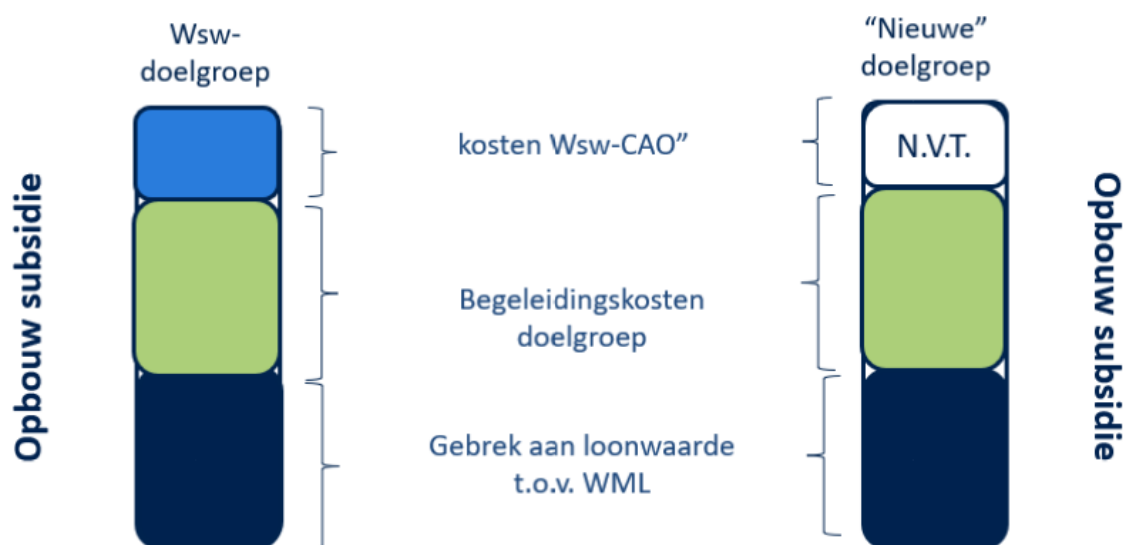 Wsw-
doelgroep
“Nieuwe”
doelgroep
Opbouw subsidie
kosten Wsw-CAO”
N.V.T.
Begeleidingskosten
doelgroep
Gebrek aan loonwaarde
t.o.v. WML
Opbouw subsidie